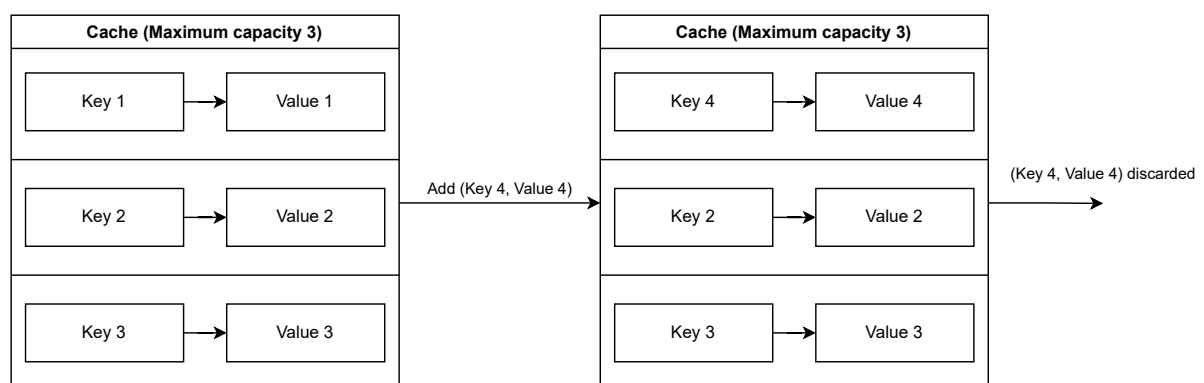 Cache (Maximum capacity 3)
Key 1
Value 1
Key 2
Value 2
Key 3
Value 3
Add (Key 4, Value 4)
Cache (Maximum capacity 3)
Key 4
Value 4
Key 2
Value 2
Key 3
Value 3
(Key 4, Value 4) discarded